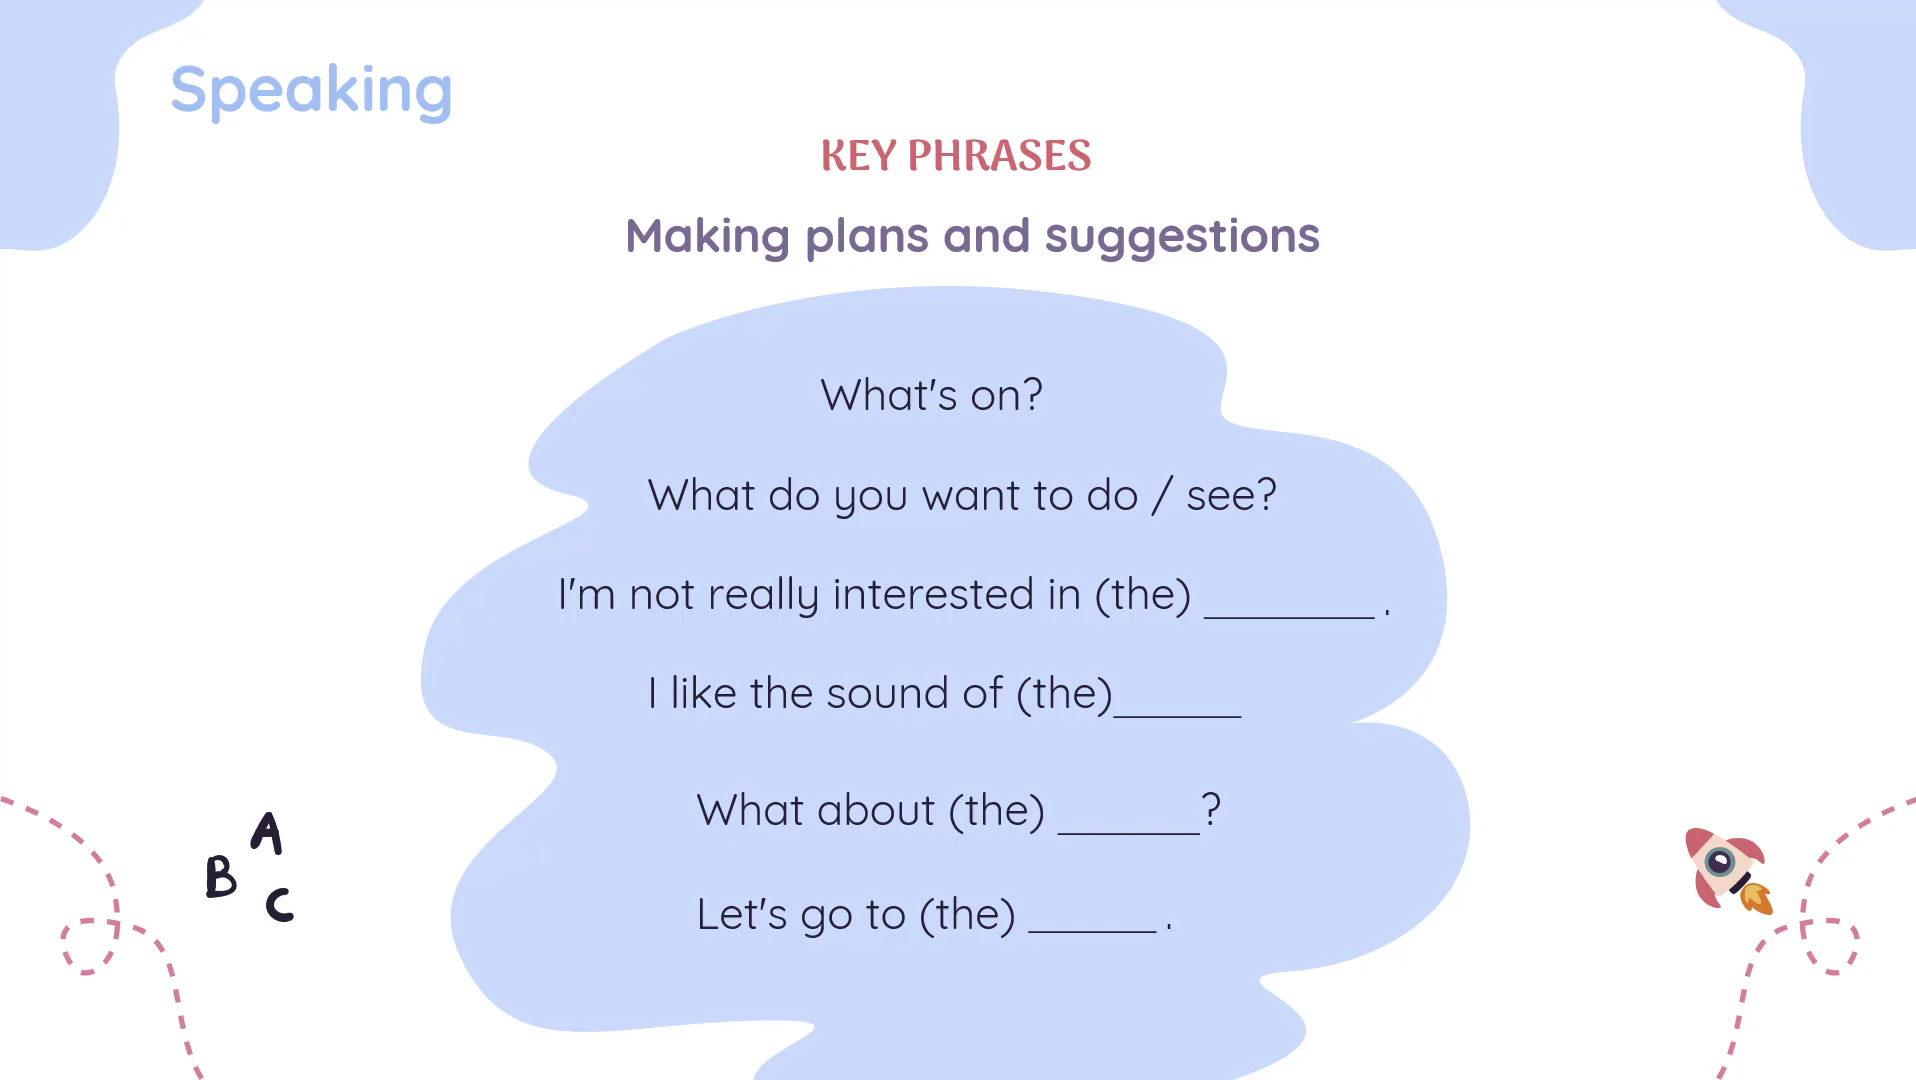 Speaking
KEY PHRASES
Making plans and suggestions
What's on?
What do you want to do / see?
I'm not really interested in (the) ________ .
I like the sound of (the)______
What about (the) _______?
Let's go to (the) ______ .
A
B
C